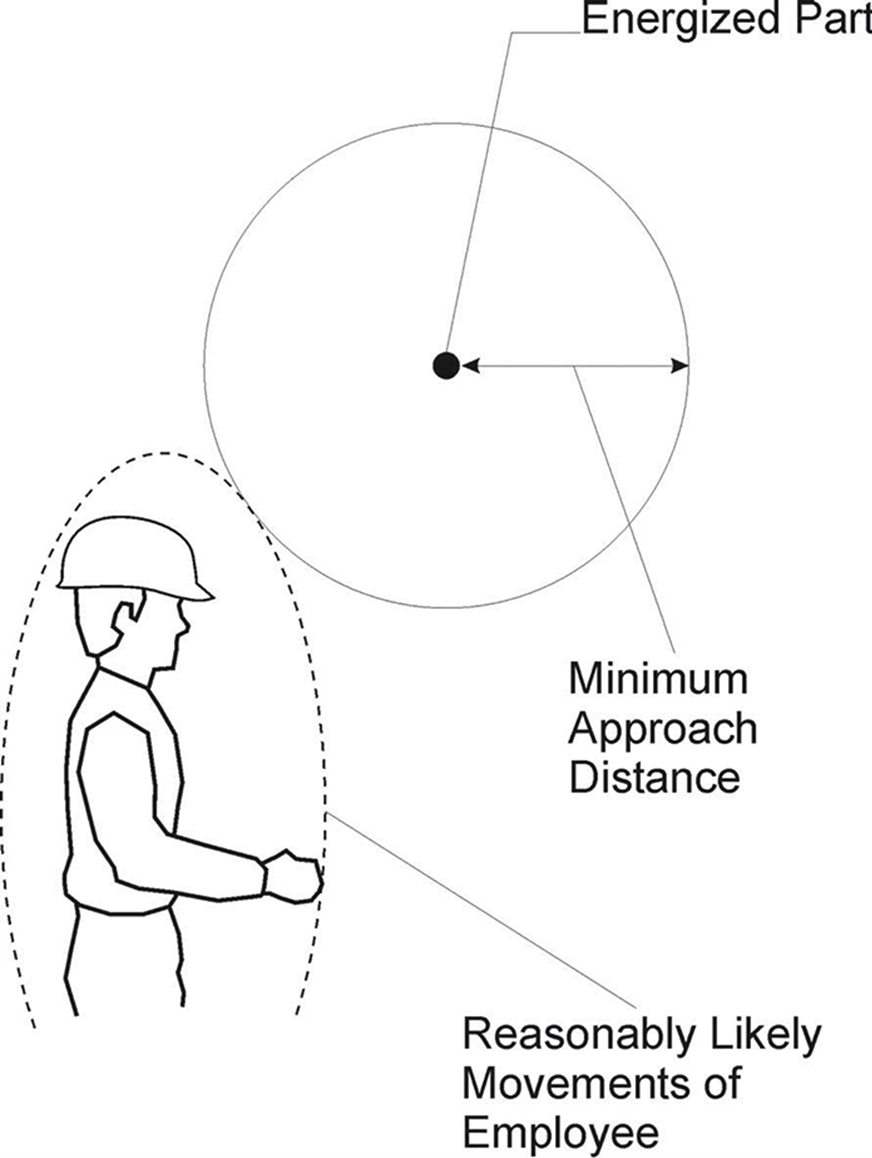 Energized Part
Minimum
Approach
Distance
Reasonably Likely
Movements of
Employee